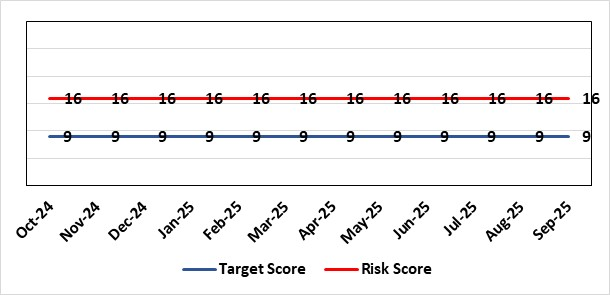 16 16 16 16 16 16 16 16 16 16 16 16
9 9 9 9 9 9 9 9 9 9 9 9
Oct-24 Nov-24 Dec-24 Jan-25 Feb-25 Mar-25 Apr-25 May-25 Jun-25 Jul-25 Aug-25 Sep-25
Target Score Risk Score